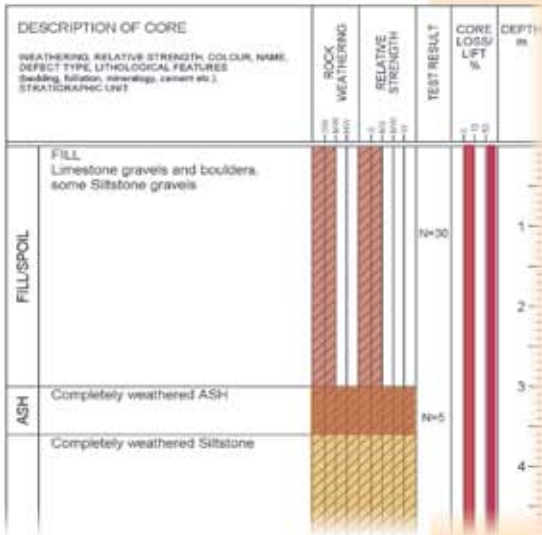 DESCRIPTION OF CORE
WEATHERING, RELATIVE STRENGTH, COLOUR, NAME,
DEFECT TYPE, LITHOLOGICAL FEATURES
(bedding, foliation, mineralogy, cement etc.)
STRATIGRAPHIC UNIT
ROCK
WEATHERING
RELATIVE
STRENGTH
TEST RESULT
CORE
LOSS/
LIFT
%
DEPTH
m
FILL/SPOIL
FILL
Limestone gravels and boulders,
some Siltstone gravels
N=30
1
2
3
ASH
Completely weathered ASH
N=5
Completely weathered Siltstone
4